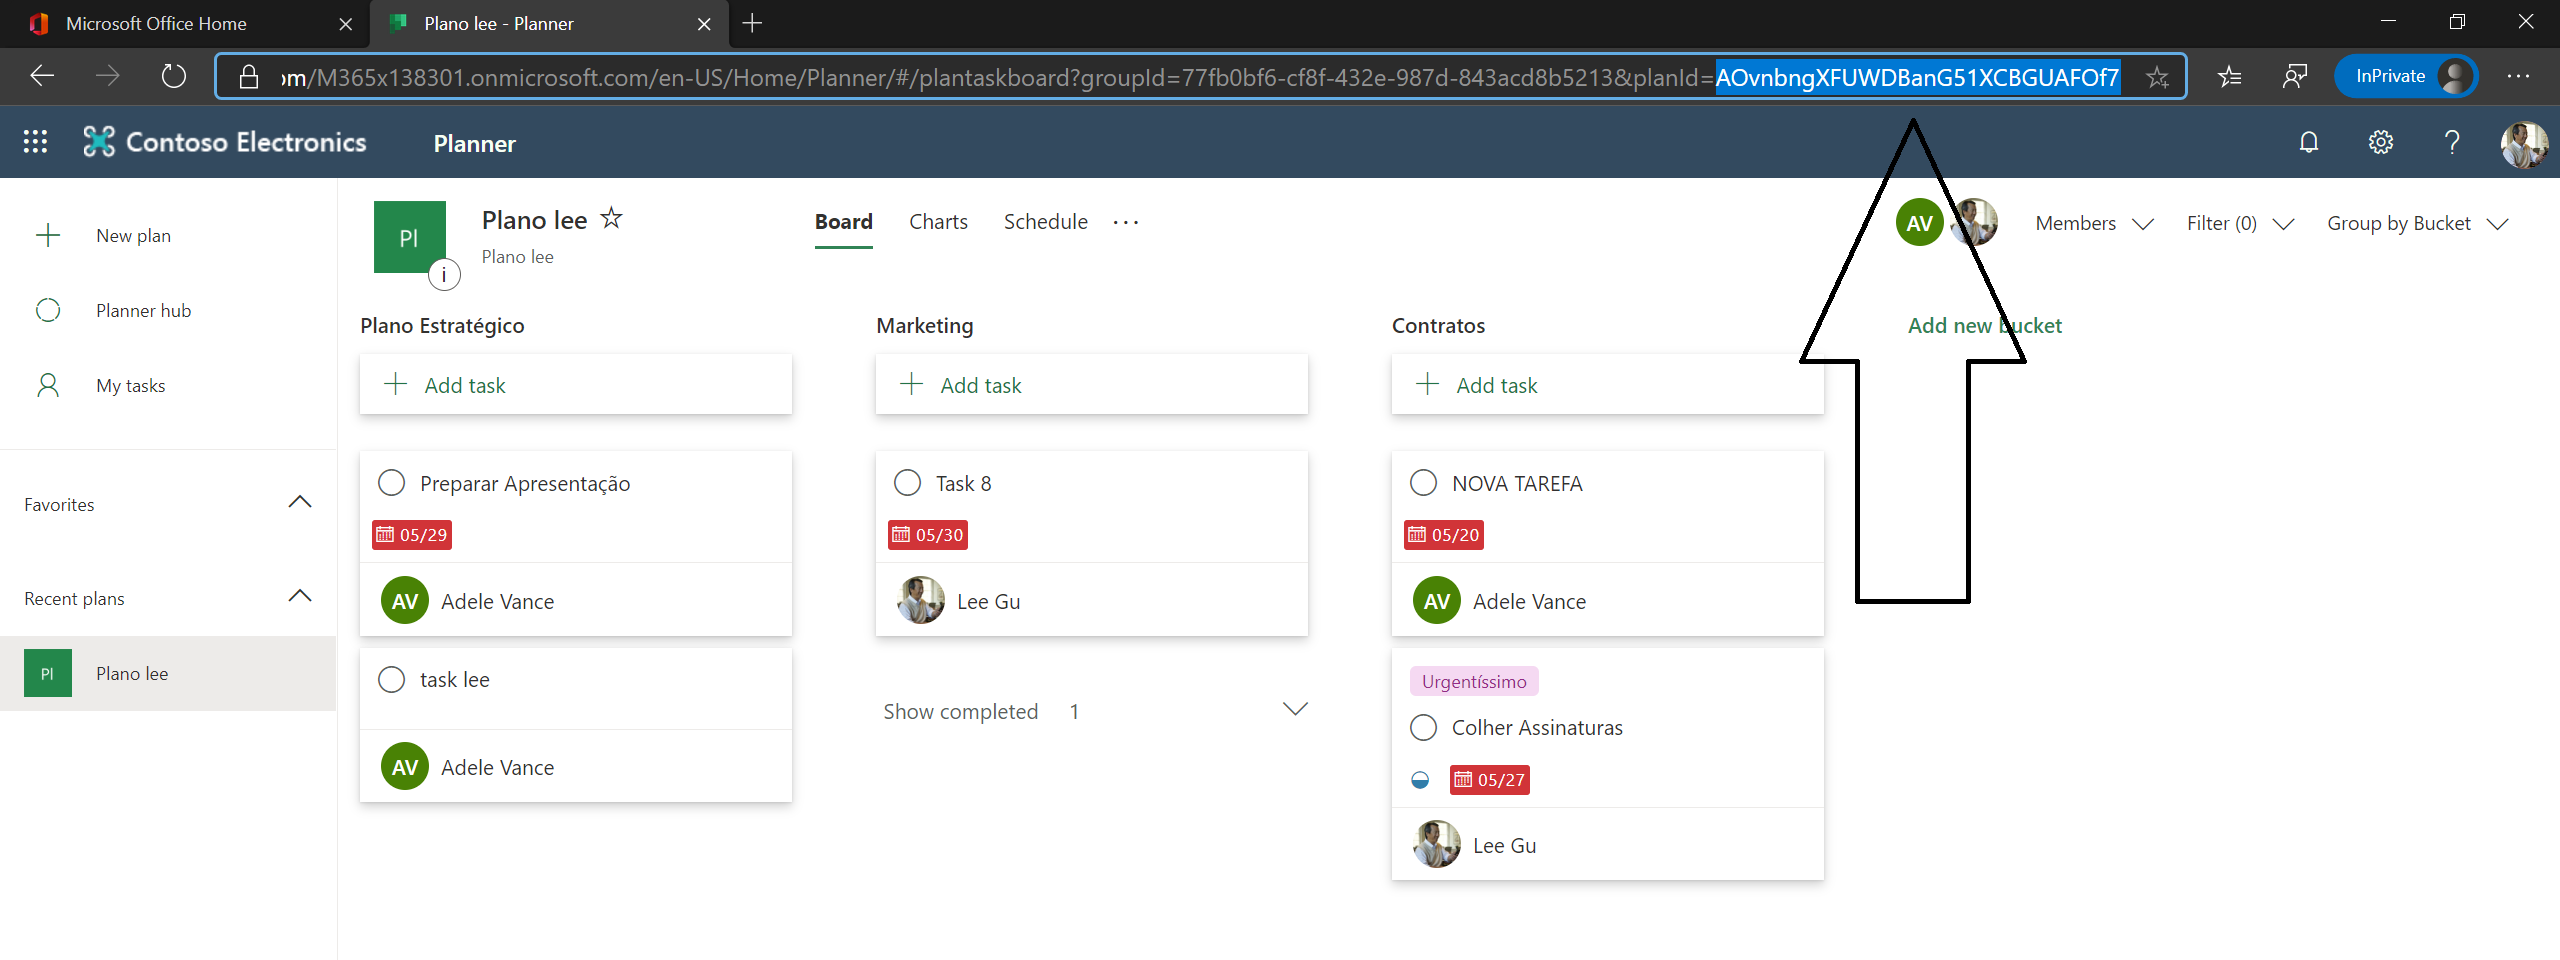 Microsoft Office Home
Plano lee - Planner
om/M365x138301.onmicrosoft.com/en-US/Home/Planner/#/plantaskboard?groupId=77fb0bf6-cf8f-432e-987d-843acd8b5213&planId=AOvnbngXFUWDBanG51XCBGUAFOf7
InPrivate
Contoso Electronics
Planner
New plan
Planner hub
My tasks
Favorites
Recent plans
Pl
Plano lee
Pl
i
Plano lee
Plano lee
Board
Charts
Schedule
AV
Members
Filter (0)
Group by Bucket
Plano Estratégico
Add task
Preparar Apresentação
05/29
AV
Adele Vance
task lee
AV
Adele Vance
Marketing
Add task
Task 8
05/30
Lee Gu
Show completed 1
Contratos
Add task
NOVA TAREFA
05/20
AV
Adele Vance
Urgentíssimo
Colher Assinaturas
05/27
Lee Gu
Add new bucket